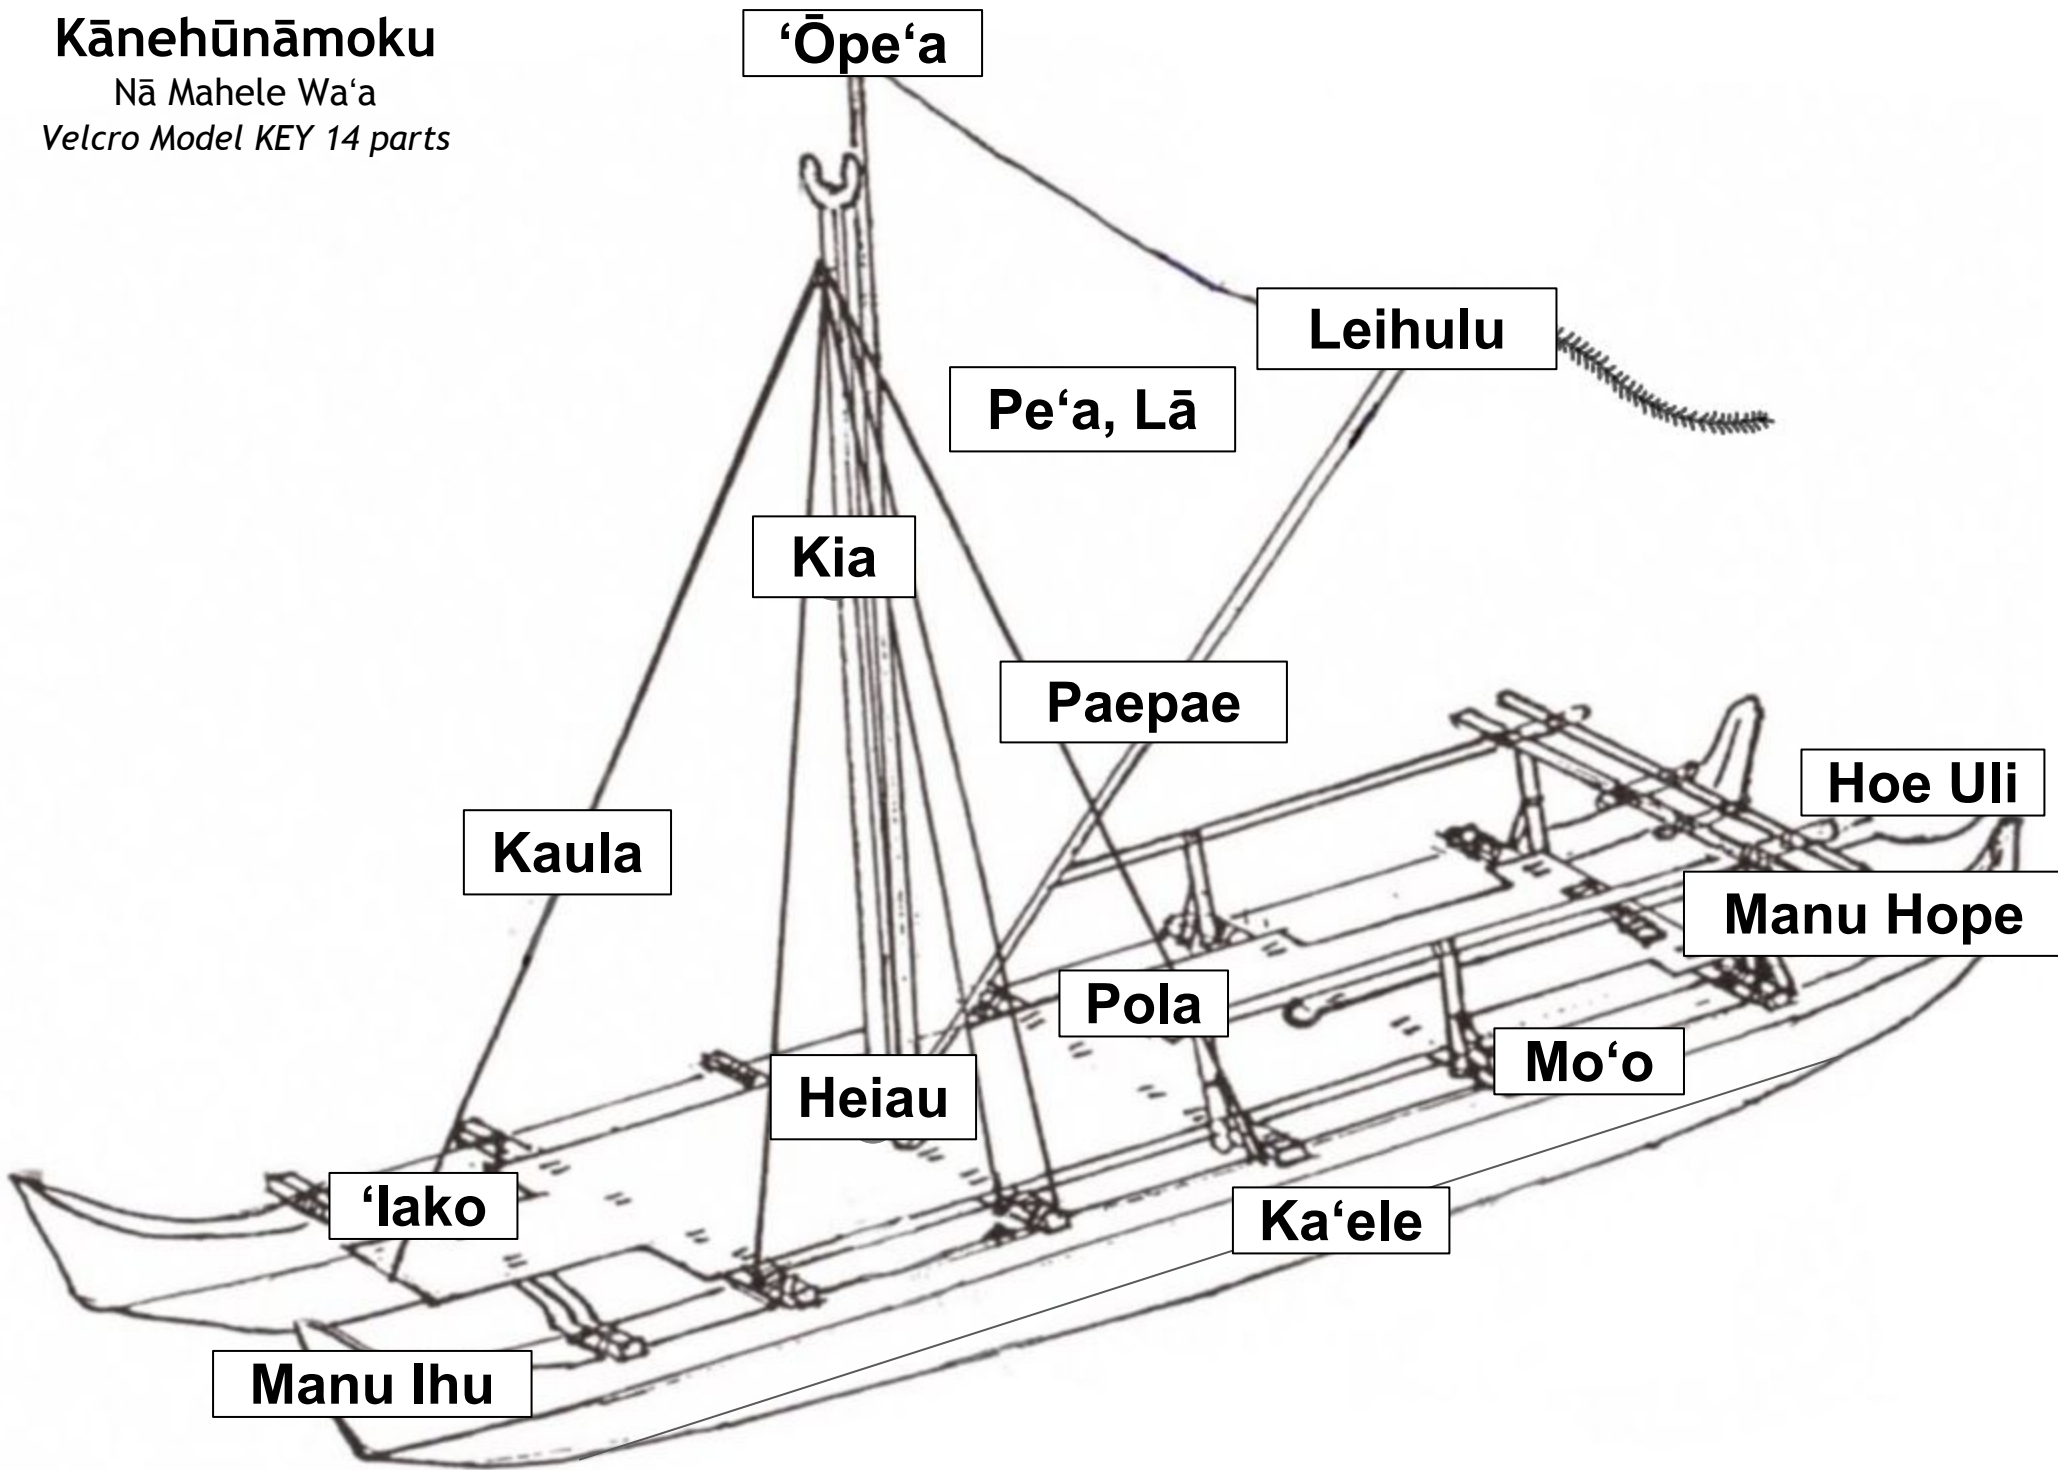 Kānehūnāmoku
Nā Mahele Wa‘a
Velcro Model KEY 14 parts
‘Ōpe‘a
Leihulu
Pe‘a, Lā
Kia
Paepae
Hoe Uli
Kaula
Manu Hope
Pola
Mo‘o
Heiau
‘Iako
Ka‘ele
Manu Ihu